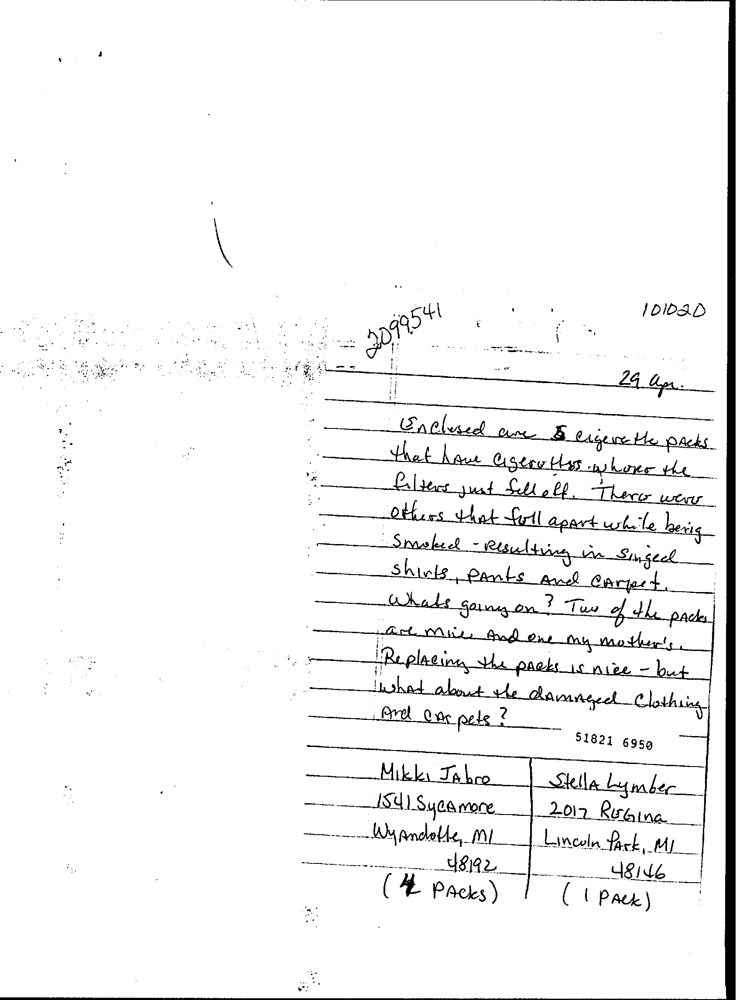 2099541
101020
29 Apr.
Enclosed are 5 cigerette packs
that have cigerettes where the
filters just fell off. There were
others that fell apart while being
smoked - resulting in singed
shirts, pants and carpet.
Whats going on? Two of the packs
are mine and one my mother's.
Replacing the packs is nice - but
what about the damaged clothing
and carpets?
51821 6950
Mikki Jabro
1541 Sycamore
Wyandotte, MI
48192
(4 Packs)
Stella Lymber
2017 Regina
Lincoln Park, MI
48146
(1 Pack)